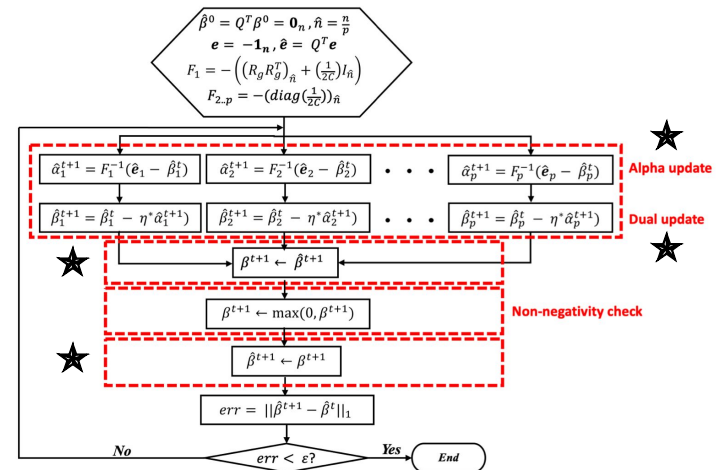 β̂⁰ = Qᵀβ⁰ = 𝟎ₙ, n̂ = n/p
e = −𝟏ₙ, ê = Qᵀe
F₁ = −((R_g R_gᵀ)_n̂ + (1/2C)I_n̂)
F₂..ₚ = −(diag(1/2C))_n̂
α̂₁ᵗ⁺¹ = F₁⁻¹(ê₁ − β̂₁ᵗ) α̂₂ᵗ⁺¹ = F₂⁻¹(ê₂ − β̂₂ᵗ) • • • α̂ₚᵗ⁺¹ = Fₚ⁻¹(êₚ − β̂ₚᵗ) Alpha update
β̂₁ᵗ⁺¹ = β̂₁ᵗ − η*α̂₁ᵗ⁺¹) β̂₂ᵗ⁺¹ = β̂₂ᵗ − η*α̂₂ᵗ⁺¹) • • • β̂ₚᵗ⁺¹ = β̂ₚᵗ − η*α̂ₚᵗ⁺¹) Dual update
βᵗ⁺¹ ← β̂ᵗ⁺¹
βᵗ⁺¹ ← max(0, βᵗ⁺¹) Non-negativity check
β̂ᵗ⁺¹ ← βᵗ⁺¹
err = ||β̂ᵗ⁺¹ − β̂ᵗ||₁
No err < ε? Yes End